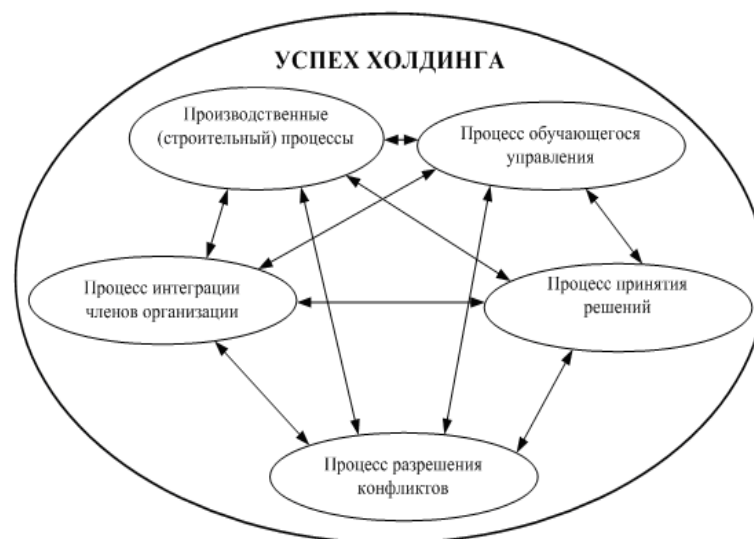 УСПЕХ ХОЛДИНГА
Производственные
(строительный) процессы
Процесс обучающегося
управления
Процесс интеграции
членов организации
Процесс принятия
решений
Процесс разрешения
конфликтов